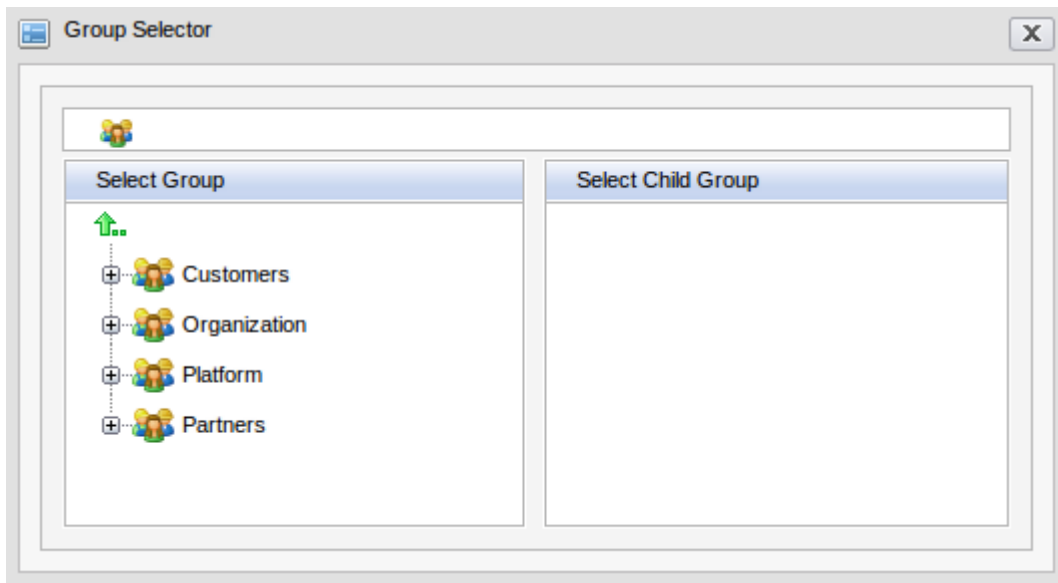 Group Selector
Select Group
Select Child Group
Customers
Organization
Platform
Partners